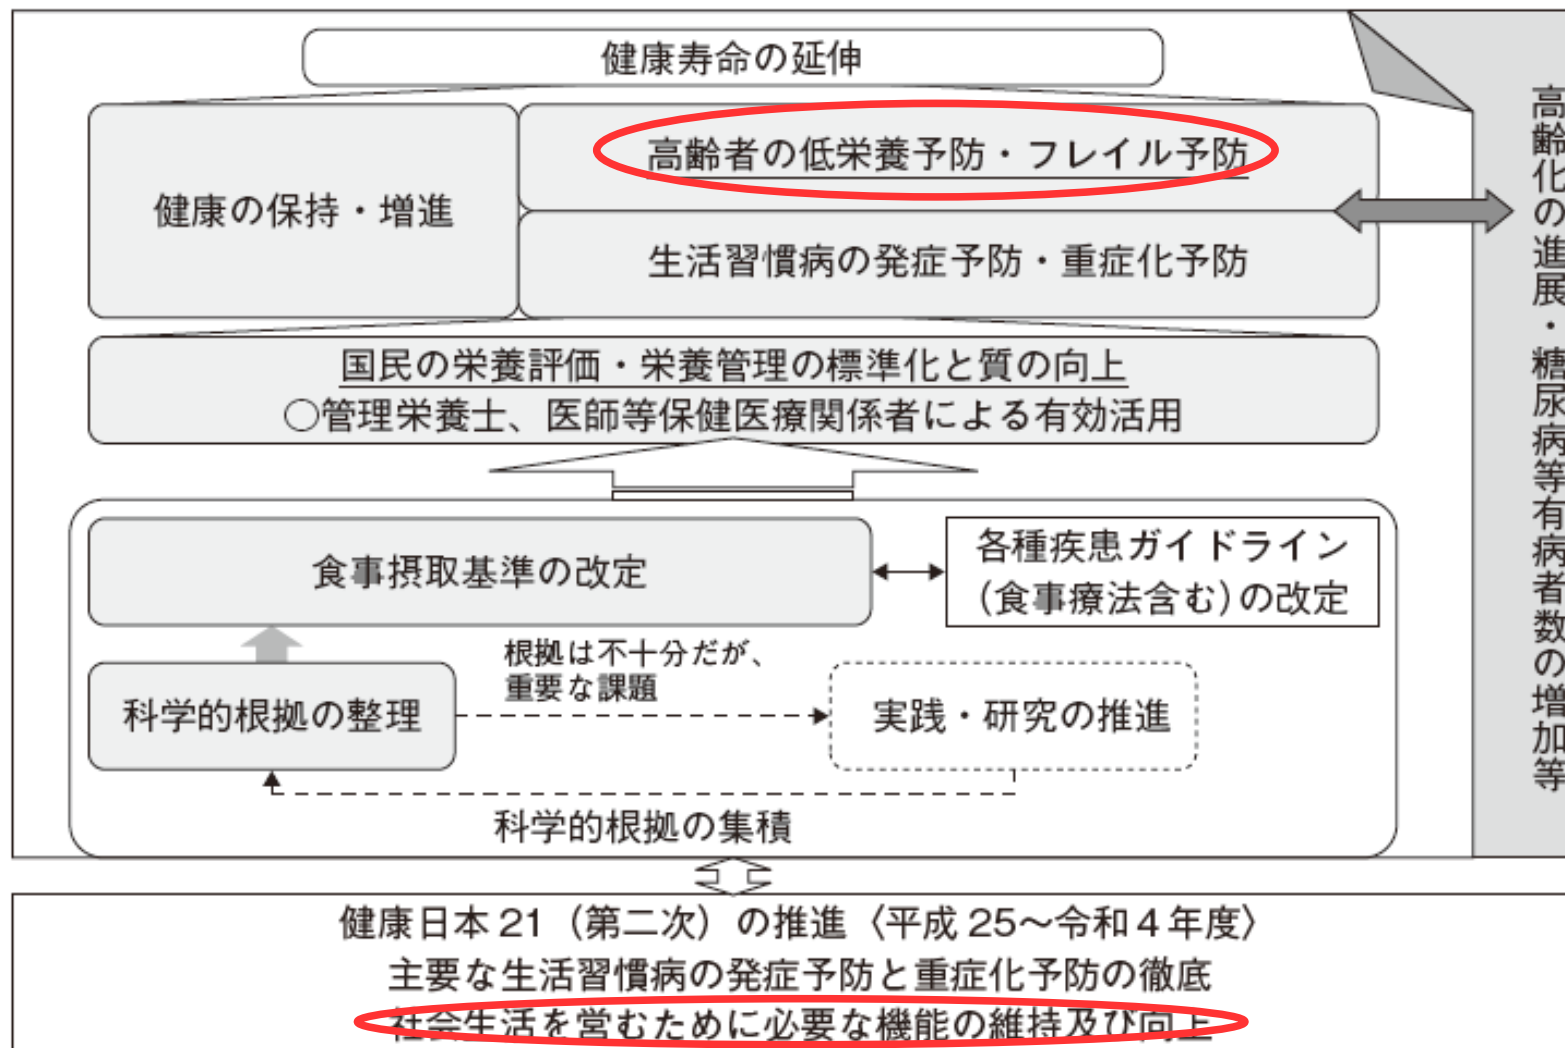 健康寿命の延伸
健康の保持・増進
高齢者の低栄養予防・フレイル予防
生活習慣病の発症予防・重症化予防
国民の栄養評価・栄養管理の標準化と質の向上
○管理栄養士、医師等保健医療関係者による有効活用
食事摂取基準の改定
各種疾患ガイドライン
(食事療法含む)の改定
根拠は不十分だが、
重要な課題
科学的根拠の整理
実践・研究の推進
科学的根拠の集積
高齢化の進展・糖尿病等有病者数の増加等
健康日本 21（第二次）の推進〈平成 25～令和 4 年度〉
主要な生活習慣病の発症予防と重症化予防の徹底
社会生活を営むために必要な機能の維持及び向上